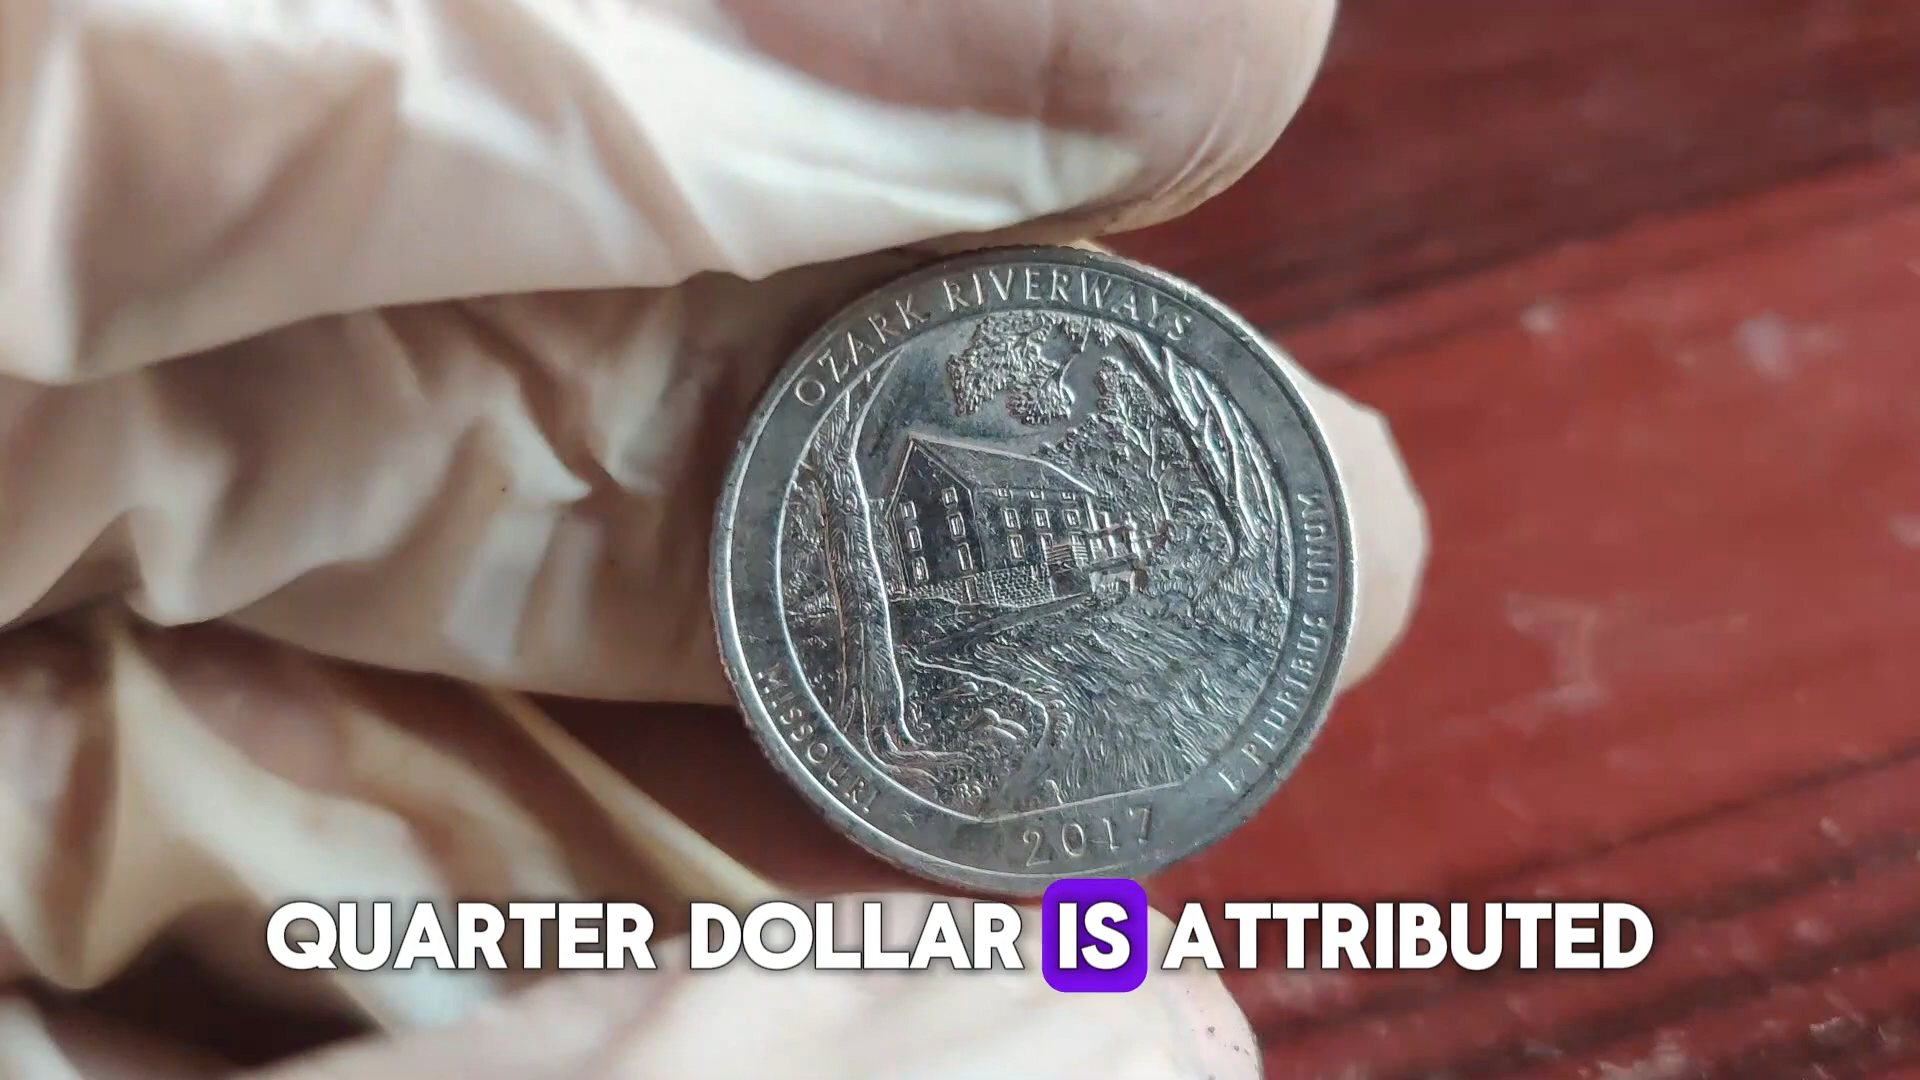 OZARK RIVERWAYS
MISSOURI
2017
E PLURIBUS UNUM
QUARTER DOLLAR IS ATTRIBUTED